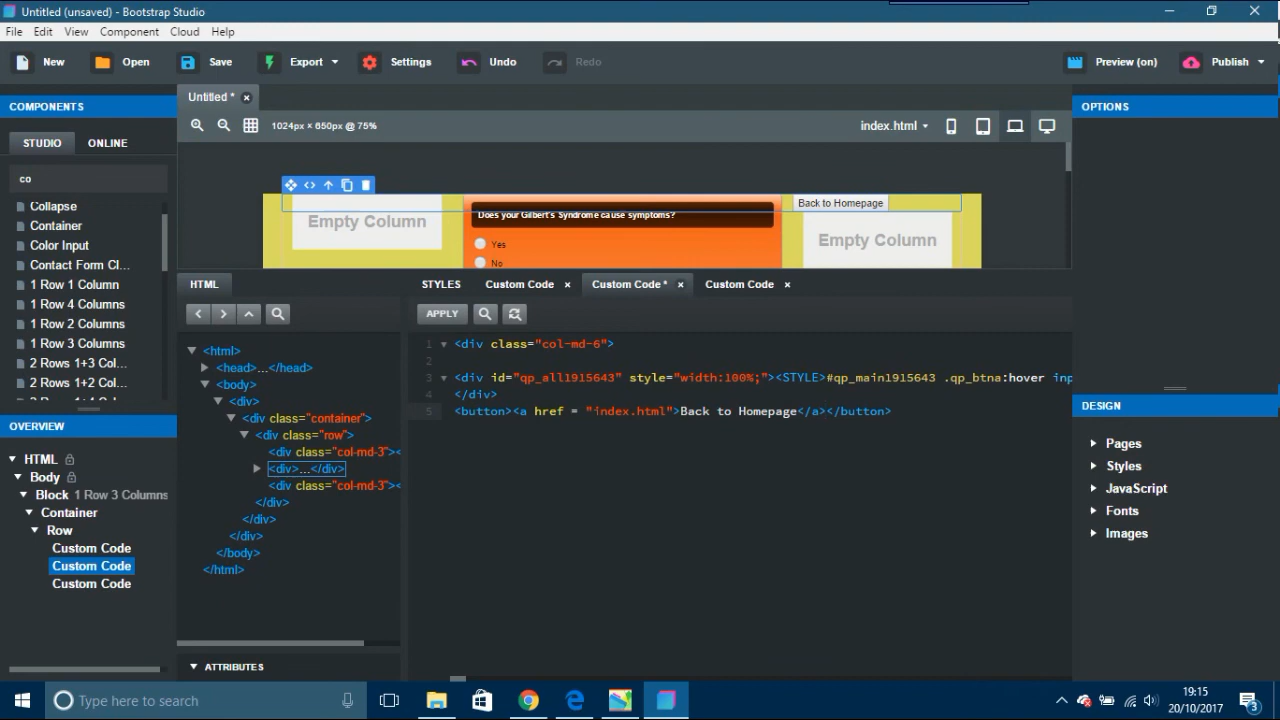 Untitled (unsaved) - Bootstrap Studio
File Edit View Component Cloud Help
New Open Save Export Settings Undo Redo Preview (on) Publish
COMPONENTS
STUDIO ONLINE
co
Collapse
Container
Color Input
Contact Form Cl...
1 Row 1 Column
1 Row 4 Columns
1 Row 2 Columns
1 Row 3 Columns
2 Rows 1+3 Col...
2 Rows 1+2 Col...
OVERVIEW
HTML
Body
Block 1 Row 3 Columns
Container
Row
Custom Code
Custom Code
Custom Code
Untitled *
1024px × 650px @ 75%
index.html
Empty Column
Does your Gilbert's Syndrome cause symptoms?
Yes
No
Back to Homepage
Empty Column
HTML
<html>
<head>...</head>
<body>
<div>
<div class="container">
<div class="row">
<div class="col-md-3"><
<div>...</div>
<div class="col-md-3"><
</div>
</div>
</div>
</body>
</html>
ATTRIBUTES
STYLES Custom Code Custom Code * Custom Code
APPLY
1 <div class="col-md-6">
2
3 <div id="qp_all1915643" style="width:100%;"><STYLE>#qp_main1915643 .qp_btna:hover inp
4 </div>
5 <button><a href = "index.html">Back to Homepage</a></button>
OPTIONS
DESIGN
Pages
Styles
JavaScript
Fonts
Images
Type here to search
19:15
20/10/2017
3